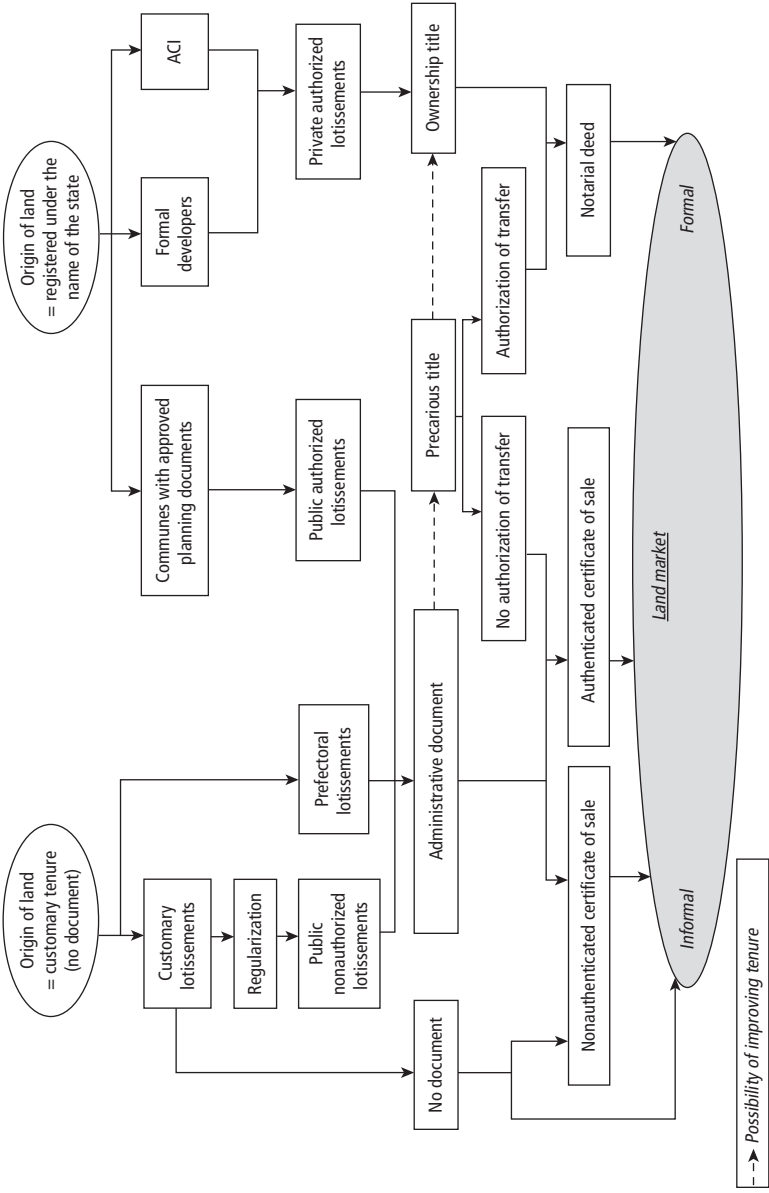 Origin of land
= customary tenure
(no document)
Origin of land
= registered under the
name of the state
Customary
lotissements
Communes with approved
planning documents
Formal
developers
ACI
Regularization
Public
nonauthorized
lotissements
Prefectoral
lotissements
Public authorized
lotissements
Private authorized
lotissements
No document
Administrative document
Precarious title
Ownership title
No authorization of transfer
Authorization of transfer
Nonauthenticated certificate of sale
Authenticated certificate of sale
Notarial deed
Informal
Land market
Formal
Possibility of improving tenure